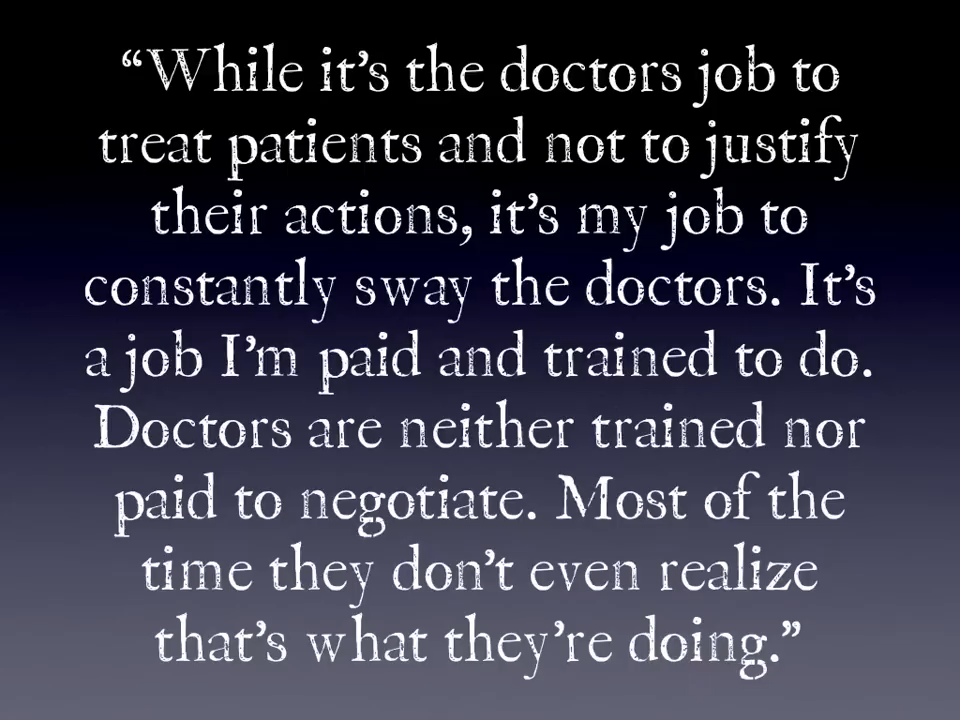 “While it’s the doctors job to
treat patients and not to justify
their actions, it’s my job to
constantly sway the doctors. It’s
a job I’m paid and trained to do.
Doctors are neither trained nor
paid to negotiate. Most of the
time they don’t even realize
that’s what they’re doing.”